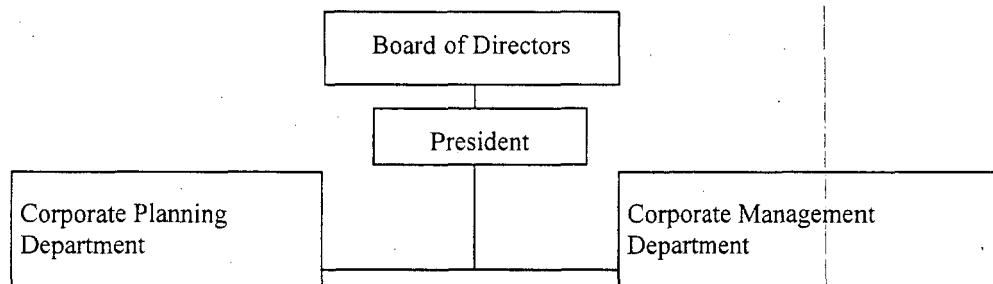 Board of Directors
President
Corporate Planning
Department
Corporate Management
Department